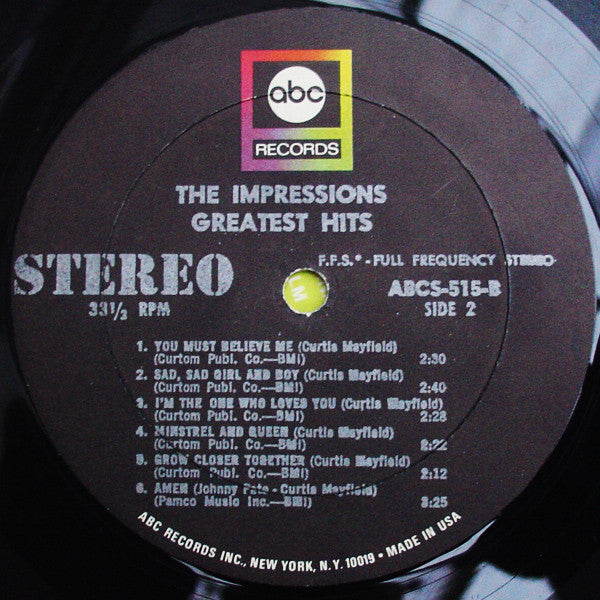 abc
RECORDS
THE IMPRESSIONS
GREATEST HITS
STEREO
F.F.S.* - FULL FREQUENCY STEREO
33⅓ RPM
ABCS-515-B
SIDE 2
M
1. YOU MUST BELIEVE ME (Curtis Mayfield)
(Curtom Publ. Co.—BMI) 2:30
2. SAD, SAD GIRL AND BOY (Curtis Mayfield)
(Curtom Publ. Co.—BMI) 2:40
3. I'M THE ONE WHO LOVES YOU (Curtis Mayfield)
(Curtom Publ. Co.—BMI) 2:28
4. MINSTREL AND QUEEN (Curtis Mayfield)
(Curtom Publ. Co.—BMI) 2:22
5. GROW CLOSER TOGETHER (Curtis Mayfield)
(Curtom Publ. Co.—BMI) 2:12
6. AMEN (Johnny Pate - Curtis Mayfield)
(Pamco Music Inc.—BMI) 3:25
ABC RECORDS INC., NEW YORK, N.Y. 10019 • MADE IN USA